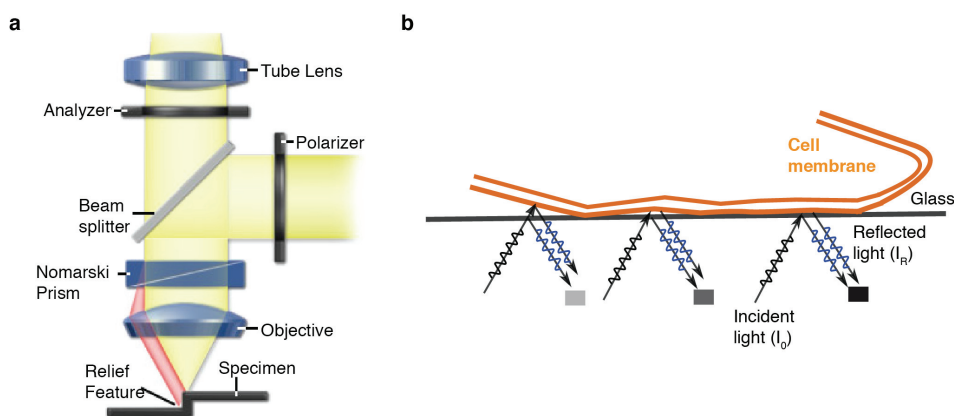 a
Tube Lens
Analyzer
Polarizer
Beam
splitter
Nomarski
Prism
Objective
Relief
Feature
Specimen
b
Cell
membrane
Glass
Reflected
light (I_R)
Incident
light (I_0)